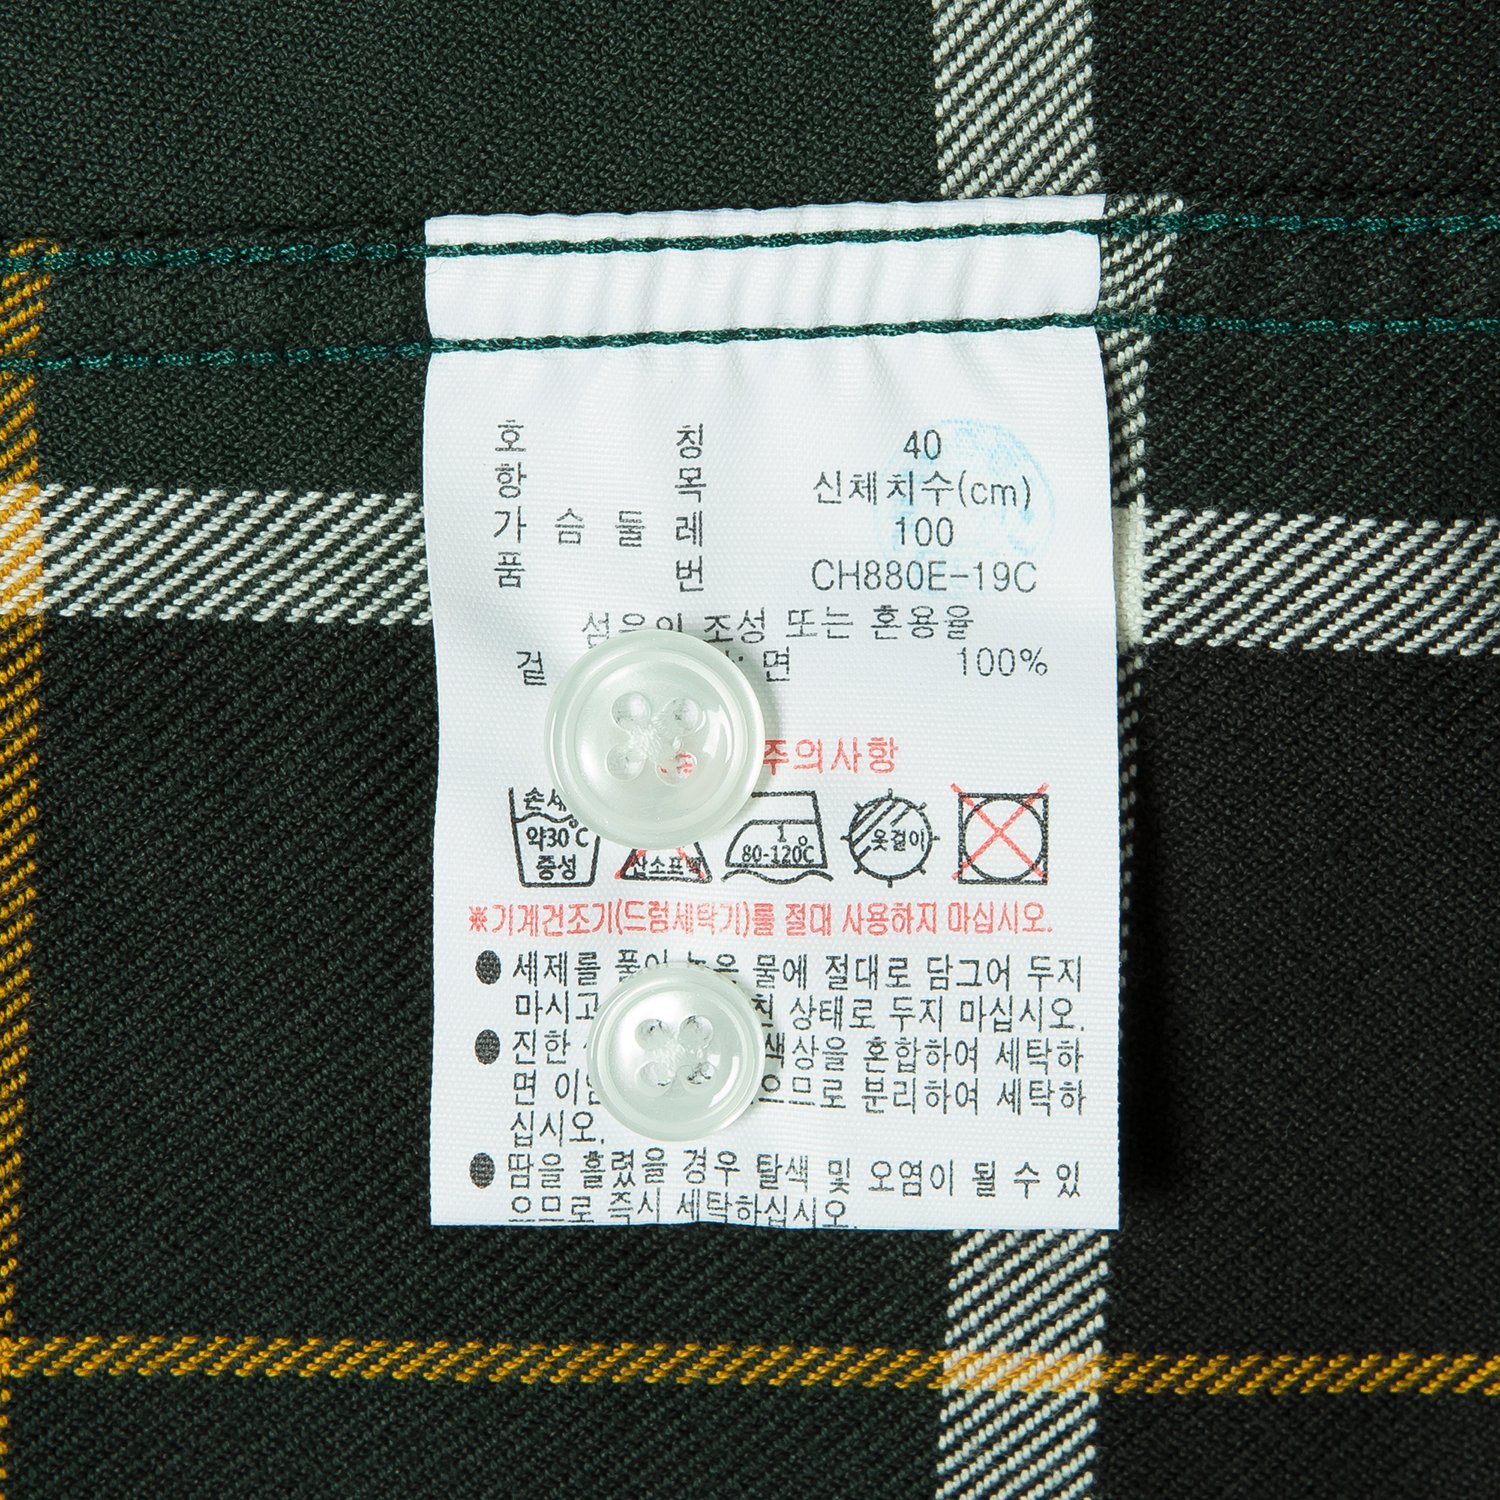 호 칭 40
항 목 신체치수(cm)
가 슴 둘 레 100
품 번 CH880E-19C
조성 또는 혼용율
겉 면 100%
주의사항
약30℃
중성
산소표백
1
80-120℃
옷걸이
※기계건조기(드럼세탁기)를 절대 사용하지 마십시오.
● 세제를 물에 절대로 담그어 두지
마시고 상태로 두지 마십시오.
● 진한 색상을 혼합하여 세탁하
면 으므로 분리하여 세탁하
십시오.
● 땀을 흘렸을 경우 탈색 및 오염이 될 수 있
으므로 즉시 세탁하십시오.